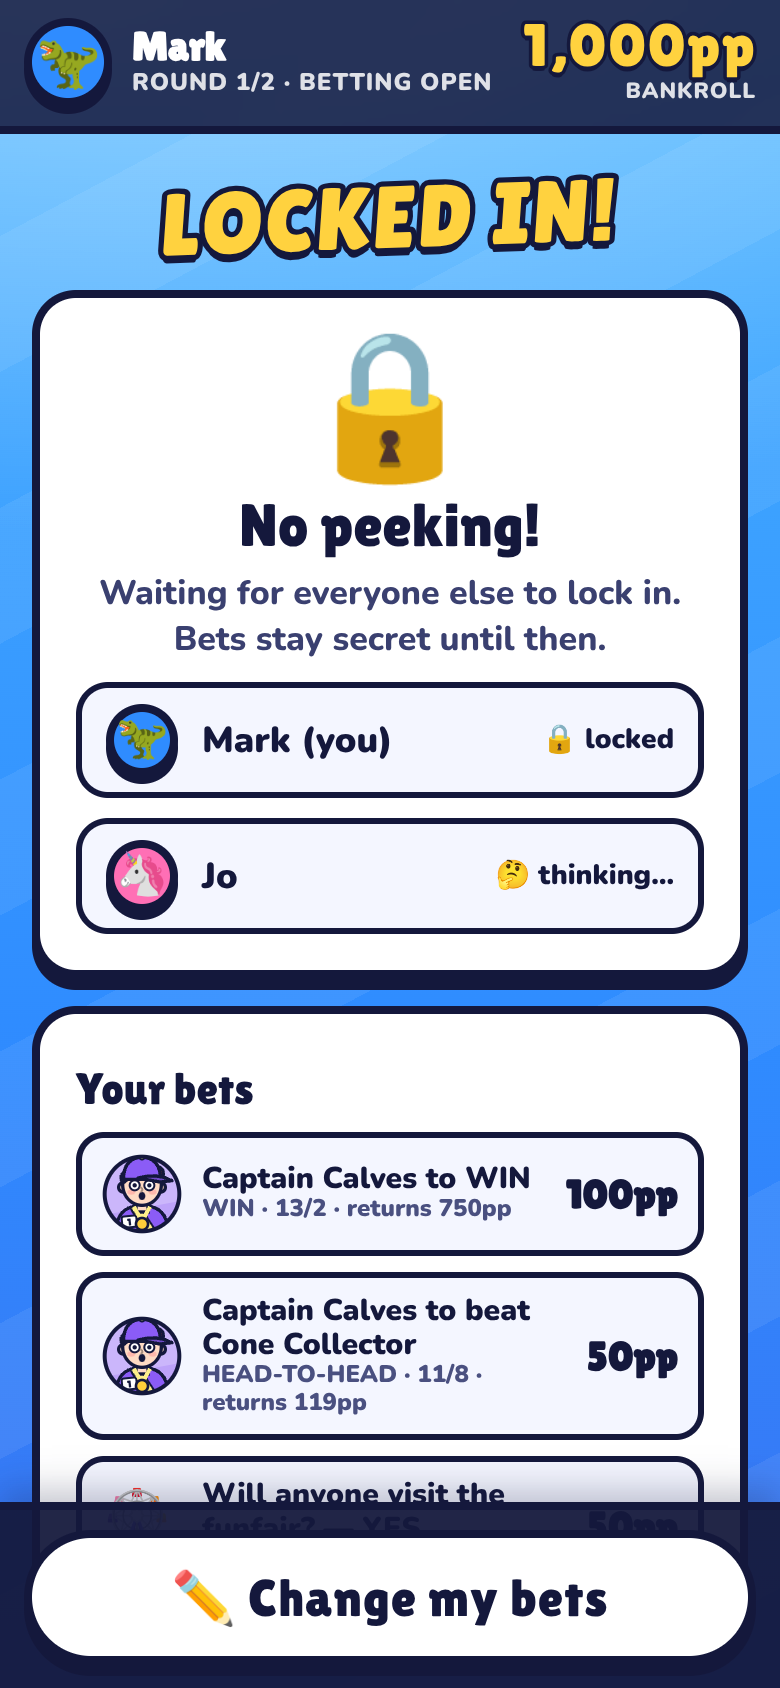 Mark
ROUND 1/2 · BETTING OPEN
1,000pp
BANKROLL
LOCKED IN!
No peeking!
Waiting for everyone else to lock in.
Bets stay secret until then.
Mark (you)
locked
Jo
thinking...
Your bets
Captain Calves to WIN
WIN · 13/2 · returns 750pp
100pp
Captain Calves to beat
Cone Collector
HEAD-TO-HEAD · 11/8 ·
returns 119pp
50pp
Will anyone visit the
funfair? — YES
50pp
Change my bets